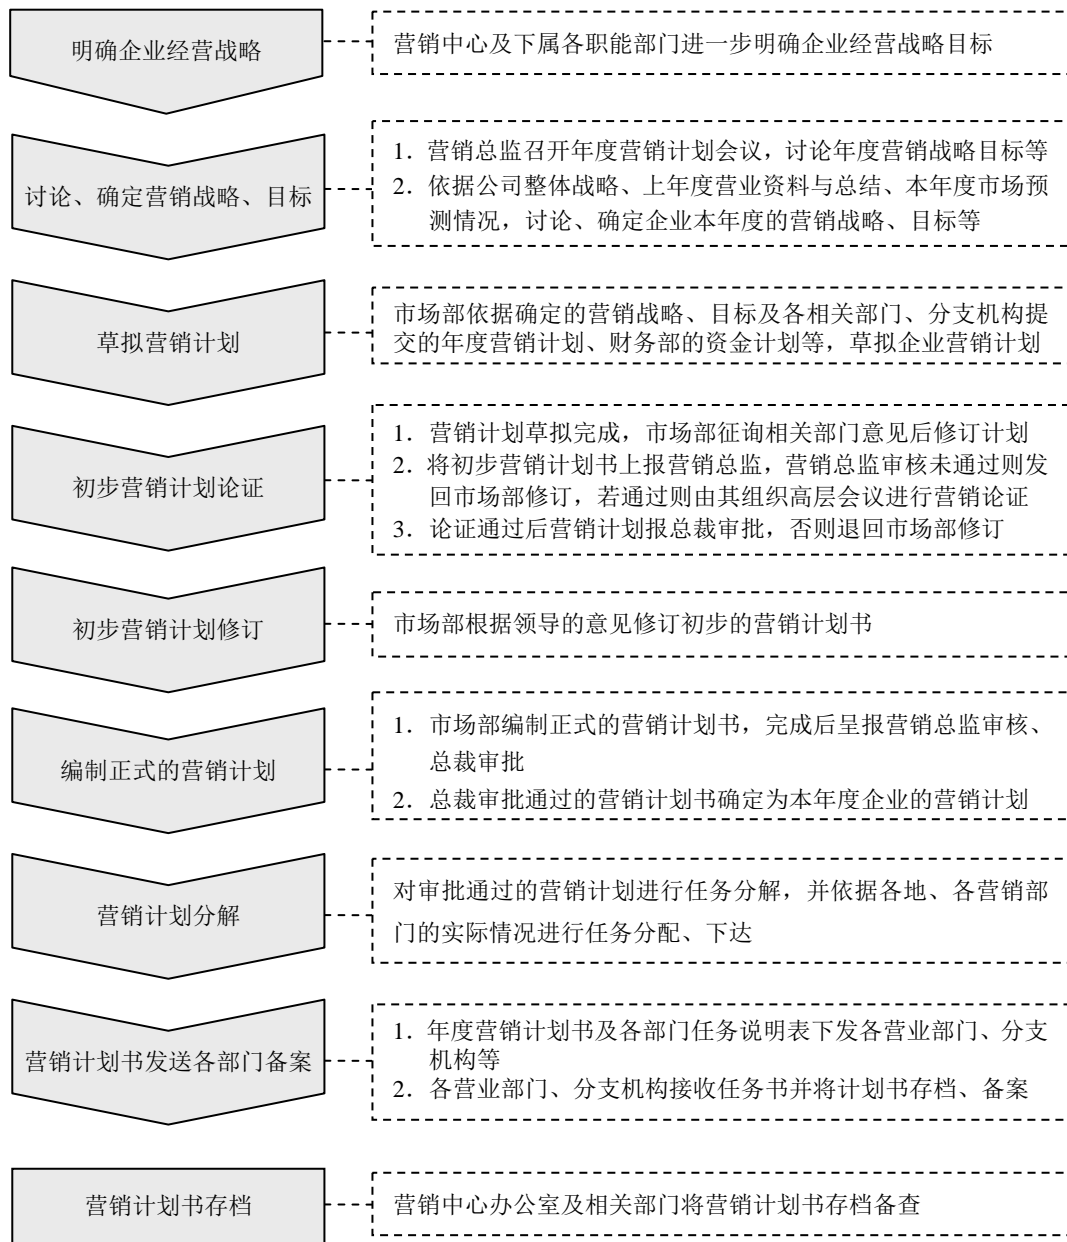 明确企业经营战略
营销中心及下属各职能部门进一步明确企业经营战略目标
讨论、确定营销战略、目标
1．营销总监召开年度营销计划会议，讨论年度营销战略目标等
2．依据公司整体战略、上年度营业资料与总结、本年度市场预
测情况，讨论、确定企业本年度的营销战略、目标等
草拟营销计划
市场部依据确定的营销战略、目标及各相关部门、分支机构提
交的年度营销计划、财务部的资金计划等，草拟企业营销计划
初步营销计划论证
1．营销计划草拟完成，市场部征询相关部门意见后修订计划
2．将初步营销计划书上报营销总监，营销总监审核未通过则发
回市场部修订，若通过则由其组织高层会议进行营销论证
3．论证通过后营销计划报总裁审批，否则退回市场部修订
初步营销计划修订
市场部根据领导的意见修订初步的营销计划书
编制正式的营销计划
1．市场部编制正式的营销计划书，完成后呈报营销总监审核、
总裁审批
2．总裁审批通过的营销计划书确定为本年度企业的营销计划
营销计划分解
对审批通过的营销计划进行任务分解，并依据各地、各营销部
门的实际情况进行任务分配、下达
营销计划书发送各部门备案
1．年度营销计划书及各部门任务说明表下发各营业部门、分支
机构等
2．各营业部门、分支机构接收任务书并将计划书存档、备案
营销计划书存档
营销中心办公室及相关部门将营销计划书存档备查